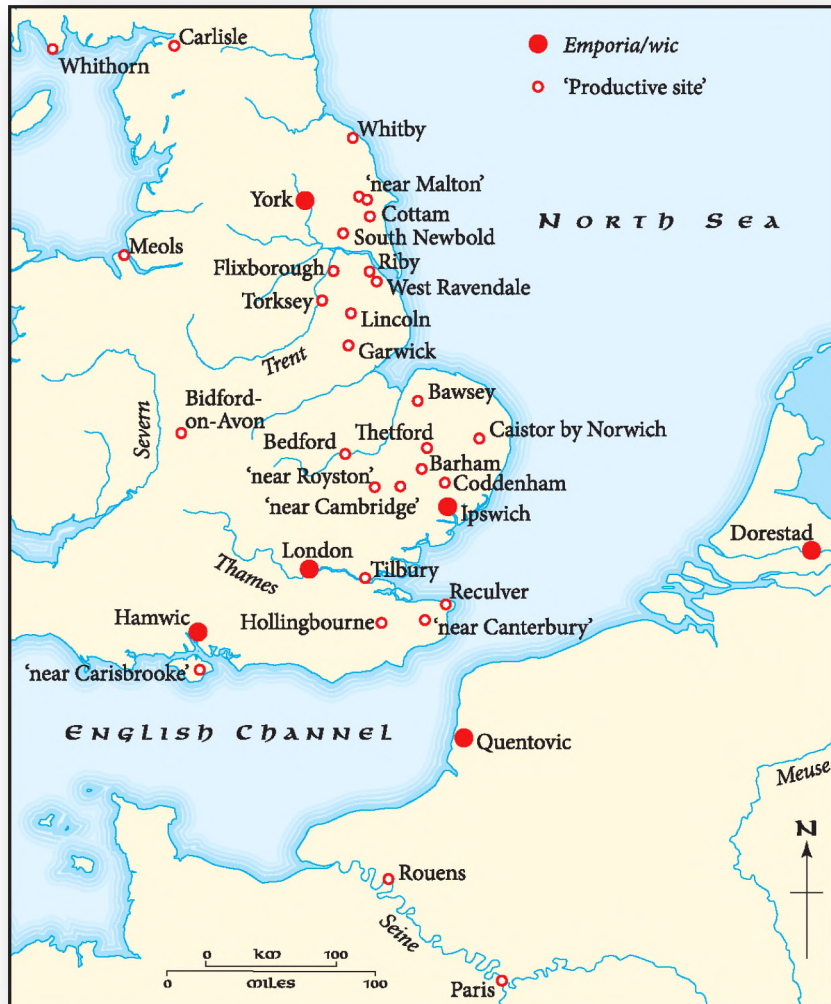 Carlisle
Whithorn
Emporia/wic
'Productive site'
Whitby
'near Malton'
York
Cottam
South Newbold
NORTH SEA
Meols
Flixborough
Riby
West Ravendale
Torksey
Lincoln
Trent
Garwick
Severn
Bidford-
on-Avon
Bawsey
Bedford
Thetford
Caistor by Norwich
Barham
'near Royston'
Coddenham
'near Cambridge'
Ipswich
Dorestad
London
Thames
Tilbury
Reculver
Hamwic
Hollingbourne
'near Canterbury'
'near Carisbrooke'
ENGLISH CHANNEL
Quentovic
Meuse
N
Rouens
Seine
0 KM 100
0 MILES 100
Paris